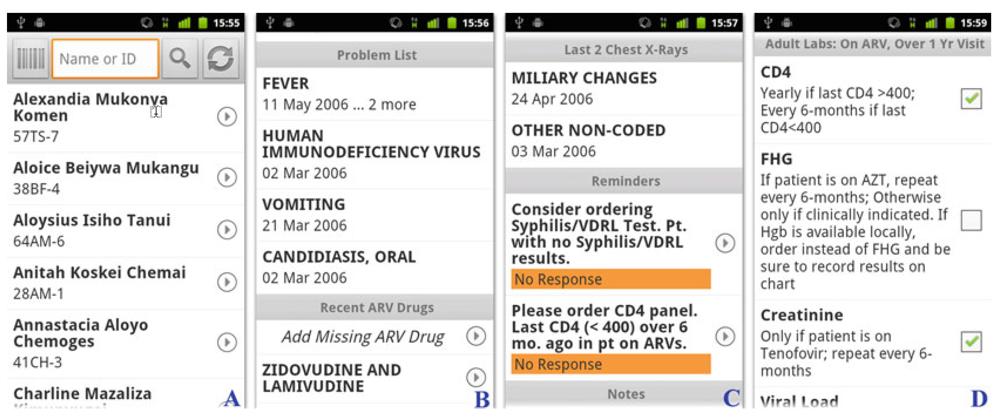 15:55
Name or ID
Alexandia Mukonya
Komen
57TS-7
Aloice Beiywa Mukangu
38BF-4
Aloysius Isiho Tanui
64AM-6
Anitah Koskei Chemai
28AM-1
Annastacia Aloyo
Chemoges
41CH-3
Charline Mazaliza
A
15:56
Problem List
FEVER
11 May 2006 ... 2 more
HUMAN
IMMUNODEFICIENCY VIRUS
02 Mar 2006
VOMITING
21 Mar 2006
CANDIDIASIS, ORAL
02 Mar 2006
Recent ARV Drugs
Add Missing ARV Drug
ZIDOVUDINE AND
LAMIVUDINE
B
15:57
Last 2 Chest X-Rays
MILIARY CHANGES
24 Apr 2006
OTHER NON-CODED
03 Mar 2006
Reminders
Consider ordering
Syphilis/VDRL Test. Pt.
with no Syphilis/VDRL
results.
No Response
Please order CD4 panel.
Last CD4 (< 400) over 6
mo. ago in pt on ARVs.
No Response
Notes
C
15:59
Adult Labs: On ARV, Over 1 Yr Visit
CD4
Yearly if last CD4 >400;
Every 6-months if last
CD4<400
FHG
If patient is on AZT, repeat
every 6-months; Otherwise
only if clinically indicated. If
Hgb is available locally,
order instead of FHG and be
sure to record results on
chart
Creatinine
Only if patient is on
Tenofovir; repeat every 6-
months
Viral Load
D